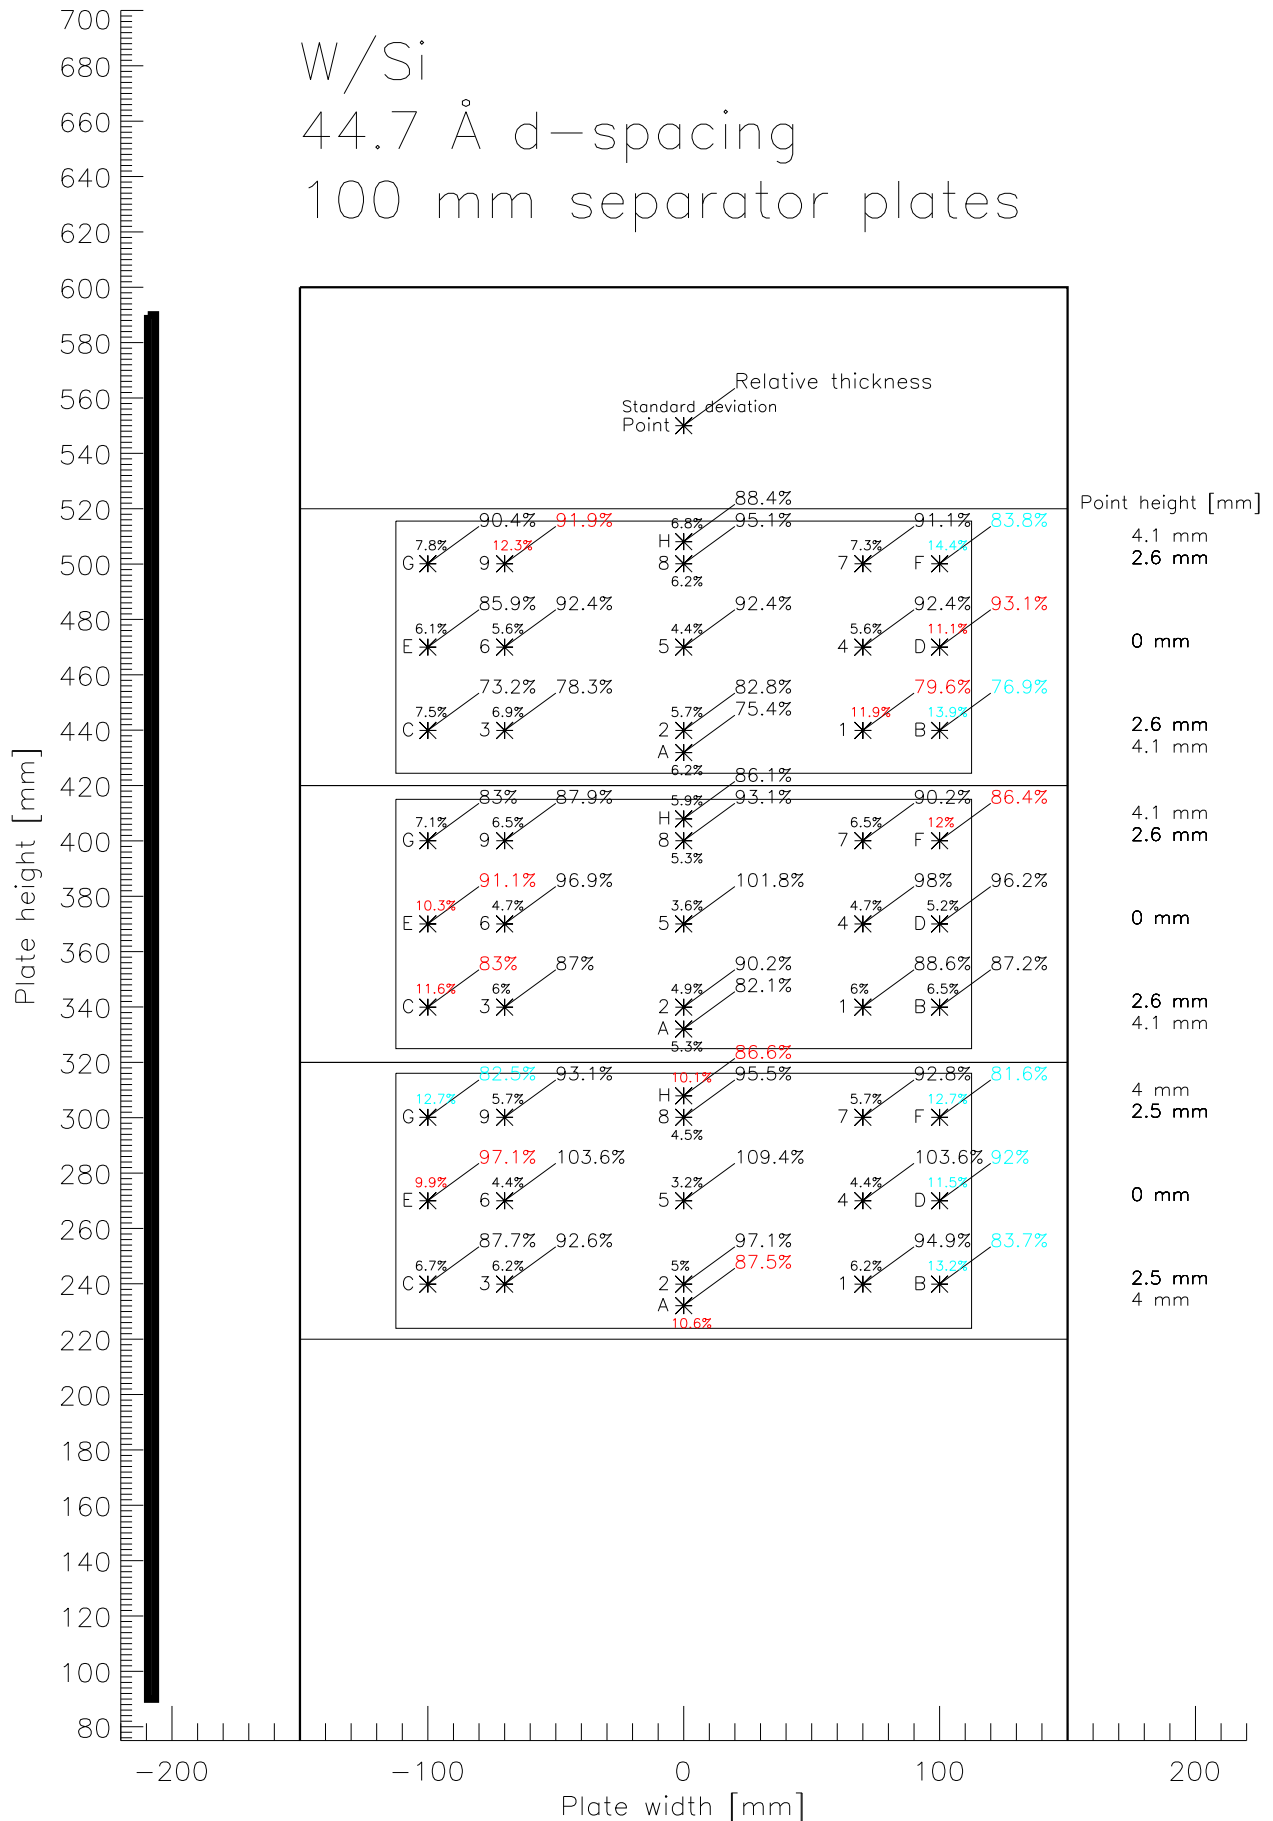 W/Si
44.7 Å d-spacing
100 mm separator plates
700
680
660
640
620
600
580
560
540
520
500
480
460
440
420
400
380
360
340
320
300
280
260
240
220
200
180
160
140
120
100
80
Plate height [mm]
Relative thickness
Standard deviation
Point
Point height [mm]
88.4%
90.4% 91.9% 6.8% 95.1% 91.1% 83.8%
7.8% 12.3% H 7.3% 14.4% 4.1 mm
G 9 8 7 F 2.6 mm
6.2%
85.9% 92.4% 92.4% 92.4% 93.1%
6.1% 5.6% 4.4% 5.6% 11.1%
E 6 5 4 D 0 mm
73.2% 78.3% 82.8% 79.6% 76.9%
7.5% 6.9% 5.7% 75.4% 11.9% 13.9%
C 3 2 1 B 2.6 mm
A 4.1 mm
6.2%
86.1%
83% 87.9% 5.9% 93.1% 90.2% 86.4%
7.1% 6.5% H 6.5% 12% 4.1 mm
G 9 8 7 F 2.6 mm
5.3%
91.1% 96.9% 101.8% 98% 96.2%
10.3% 4.7% 3.6% 4.7% 5.2%
E 6 5 4 D 0 mm
83% 87% 90.2% 88.6% 87.2%
11.6% 6% 4.9% 82.1% 6% 6.5%
C 3 2 1 B 2.6 mm
A 4.1 mm
5.3%
86.6%
82.5% 93.1% 10.1% 95.5% 92.8% 81.6%
12.7% 5.7% H 5.7% 12.7% 4 mm
G 9 8 7 F 2.5 mm
4.5%
97.1% 103.6% 109.4% 103.6% 92%
9.9% 4.4% 3.2% 4.4% 11.5%
E 6 5 4 D 0 mm
87.7% 92.6% 97.1% 94.9% 83.7%
6.7% 6.2% 5% 87.5% 6.2% 13.2%
C 3 2 1 B 2.5 mm
A 4 mm
10.6%
-200 -100 0 100 200
Plate width [mm]